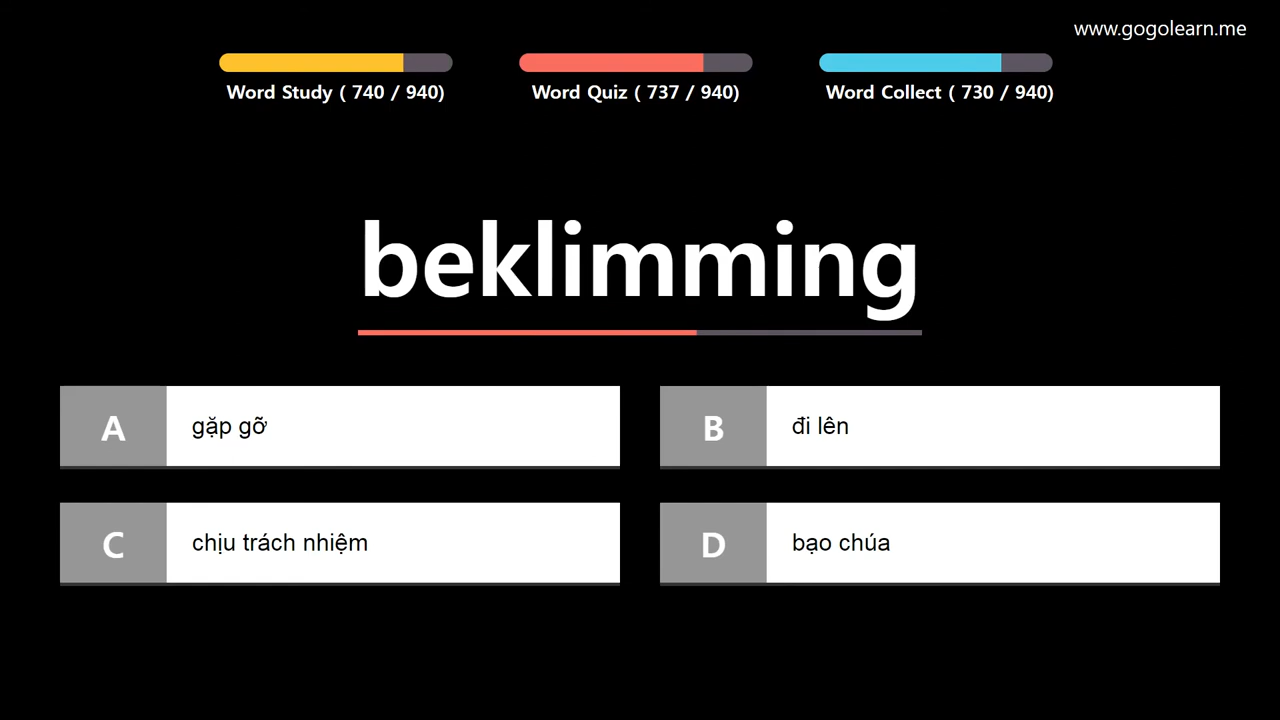 www.gogolearn.me
Word Study ( 740 / 940)
Word Quiz ( 737 / 940)
Word Collect ( 730 / 940)
beklimming
A
gặp gỡ
B
đi lên
C
chịu trách nhiệm
D
bạo chúa